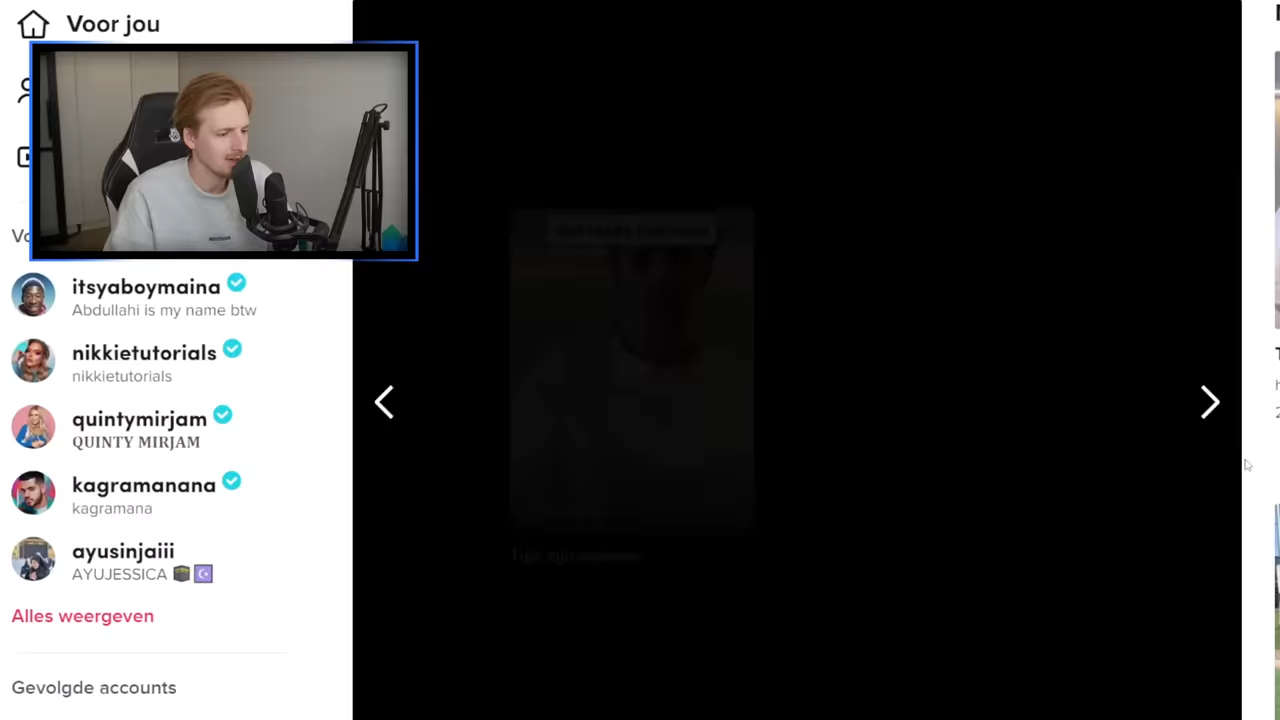 Voor jou
itsyaboymaina
Abdullahi is my name btw
nikkietutorials
nikkietutorials
quintymirjam
QUINTY MIRJAM
kagramanana
kagramana
ayusinjaiii
AYUJESSICA
Alles weergeven
Gevolgde accounts